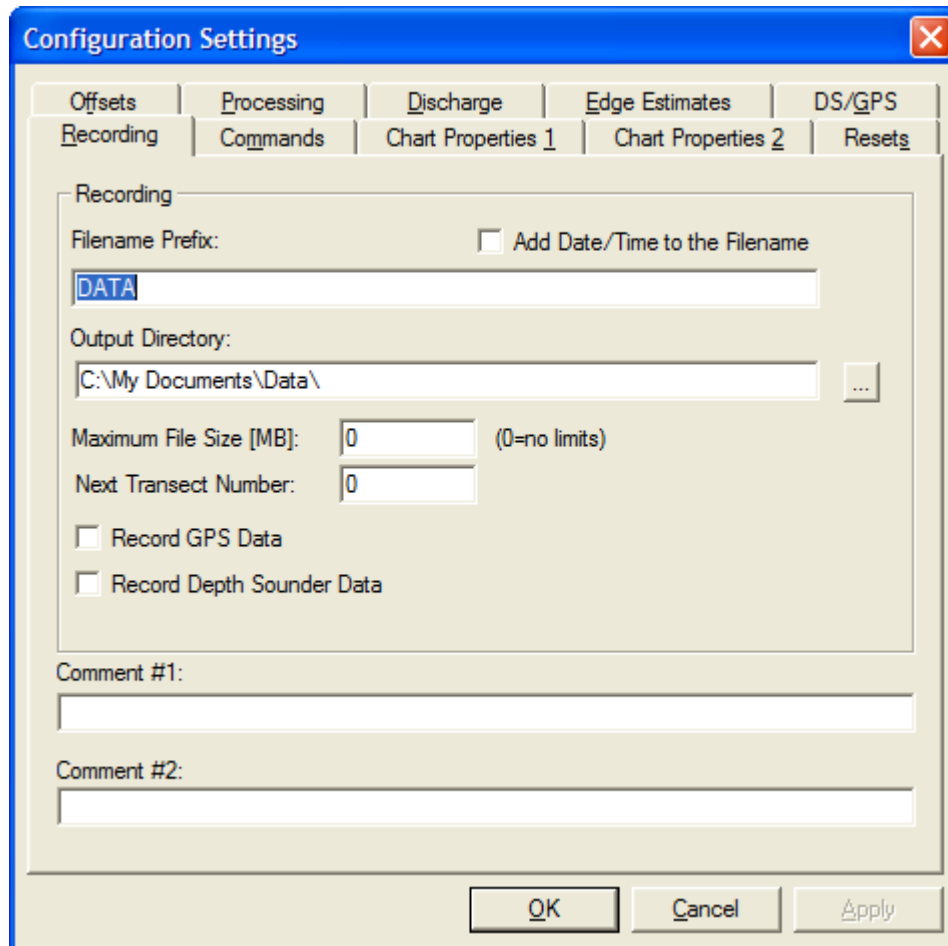 Configuration Settings
Offsets Processing Discharge Edge Estimates DS/GPS
Recording Commands Chart Properties 1 Chart Properties 2 Resets
Recording
Filename Prefix: Add Date/Time to the Filename
DATA
Output Directory:
C:\My Documents\Data\ ...
Maximum File Size [MB]: 0 (0=no limits)
Next Transect Number: 0
Record GPS Data
Record Depth Sounder Data
Comment #1:
Comment #2:
OK Cancel Apply